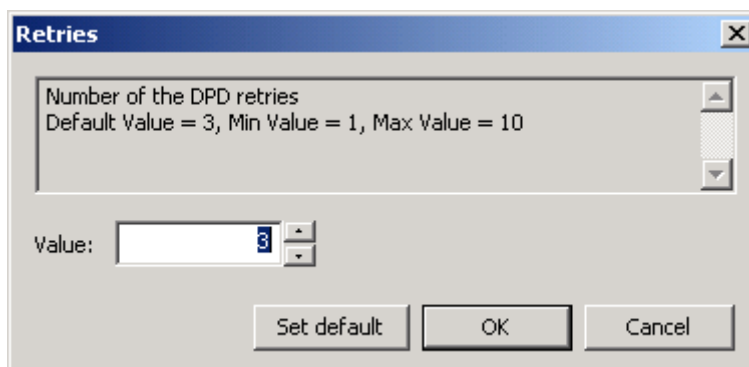 Retries
Number of the DPD retries
Default Value = 3, Min Value = 1, Max Value = 10
Value: 3
Set default OK Cancel